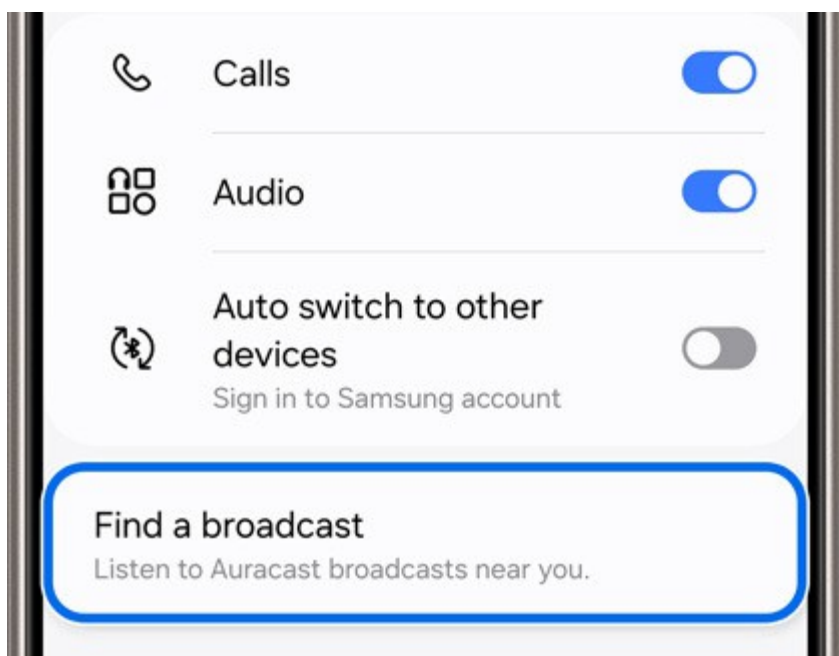 Calls
Audio
Auto switch to other
devices
Sign in to Samsung account
Find a broadcast
Listen to Auracast broadcasts near you.